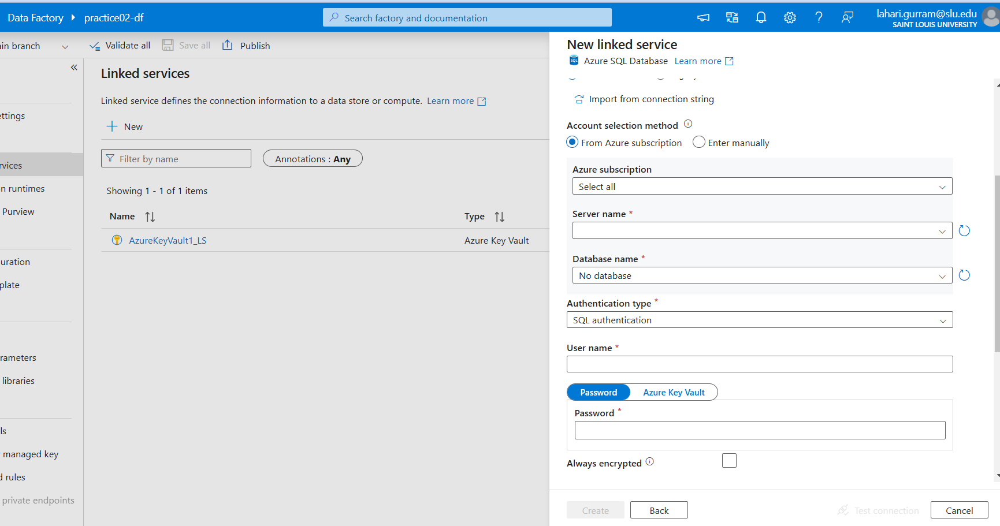 Data Factory
practice02-df
Search factory and documentation
lahari.gurram@slu.edu
SAINT LOUIS UNIVERSITY
in branch
Validate all
Save all
Publish
«
ettings
rvices
n runtimes
Purview
uration
plate
rameters
libraries
ls
managed key
d rules
private endpoints
Linked services
Linked service defines the connection information to a data store or compute. Learn more
New
Filter by name
Annotations : Any
Showing 1 - 1 of 1 items
Name
Type
AzureKeyVault1_LS
Azure Key Vault
New linked service
SQL Azure SQL Database Learn more
Import from connection string
Account selection method
From Azure subscription
Enter manually
Azure subscription
Select all
Server name *
Database name *
No database
Authentication type *
SQL authentication
User name *
Password
Azure Key Vault
Password *
Always encrypted
Create
Back
Test connection
Cancel